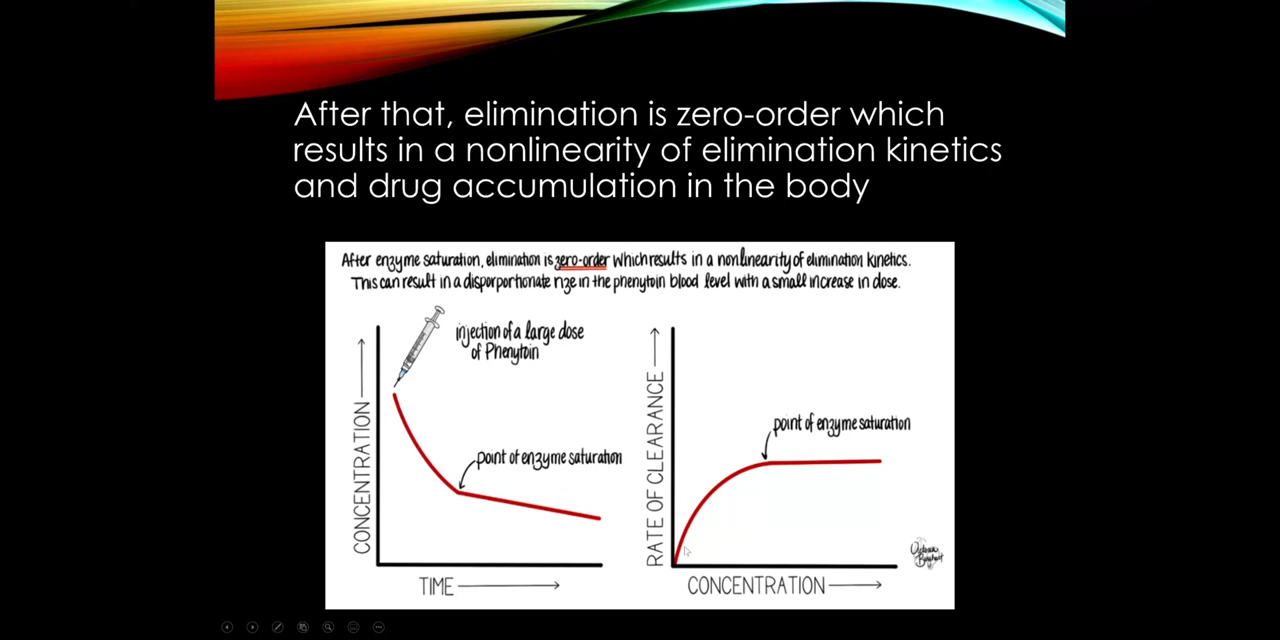 After that, elimination is zero-order which
results in a nonlinearity of elimination kinetics
and drug accumulation in the body
After enzyme saturation, elimination is zero-order which results in a nonlinearity of elimination kinetics.
This can result in a disporportionate rize in the phenytoin blood level with a small increase in dose.
injection of a large dose
of Phenytoin
CONCENTRATION
point of enzyme saturation
TIME
RATE OF CLEARANCE
point of enzyme saturation
CONCENTRATION